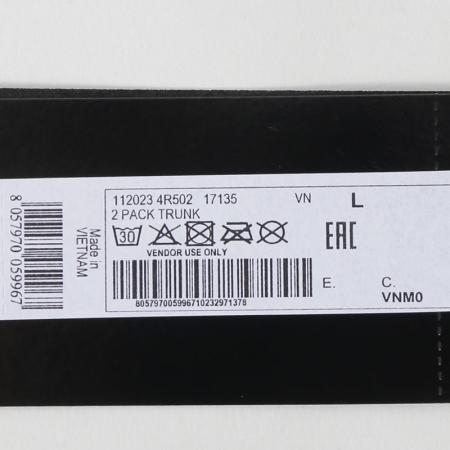 8 057970 059967
Made in
VIETNAM
112023 4R502 17135 VN L
2 PACK TRUNK
30
VENDOR USE ONLY
805797005996710232971378
EAC
E. C.
VNM0